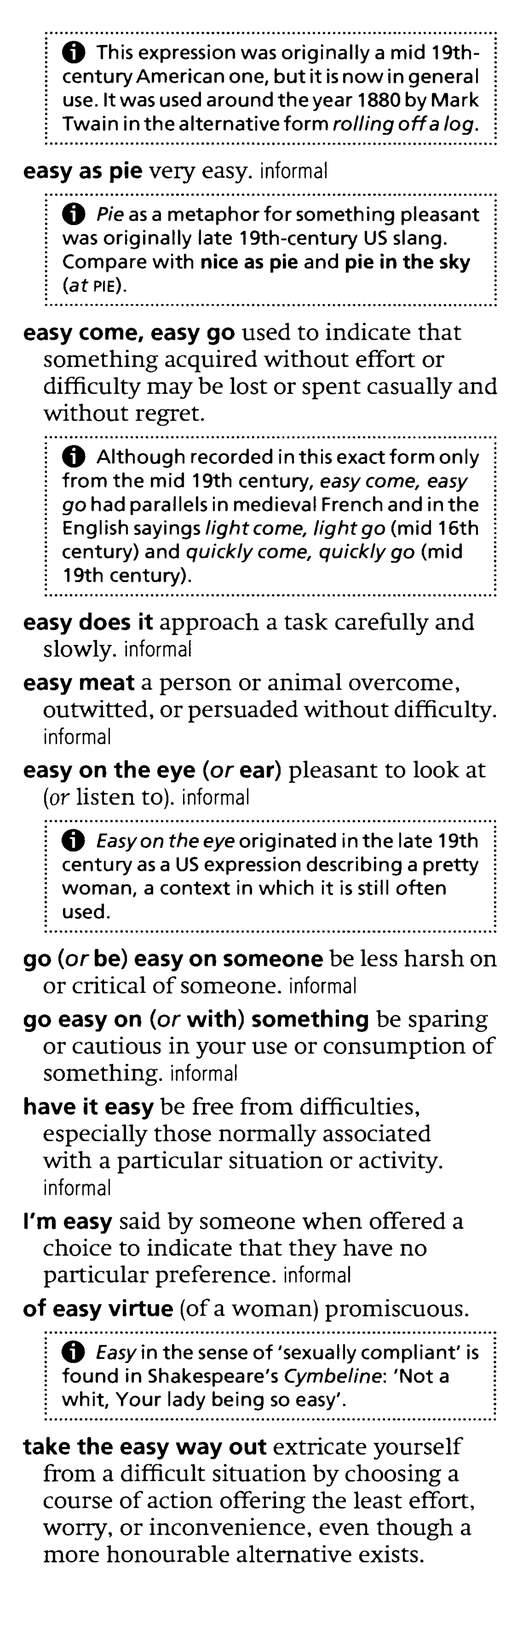 This expression was originally a mid 19th-
century American one, but it is now in general
use. It was used around the year 1880 by Mark
Twain in the alternative form rolling off a log.
easy as pie very easy. informal
Pie as a metaphor for something pleasant
was originally late 19th-century US slang.
Compare with nice as pie and pie in the sky
(at PIE).
easy come, easy go used to indicate that
something acquired without effort or
difficulty may be lost or spent casually and
without regret.
Although recorded in this exact form only
from the mid 19th century, easy come, easy
go had parallels in medieval French and in the
English sayings light come, light go (mid 16th
century) and quickly come, quickly go (mid
19th century).
easy does it approach a task carefully and
slowly. informal
easy meat a person or animal overcome,
outwitted, or persuaded without difficulty.
informal
easy on the eye (or ear) pleasant to look at
(or listen to). informal
Easy on the eye originated in the late 19th
century as a US expression describing a pretty
woman, a context in which it is still often
used.
go (or be) easy on someone be less harsh on
or critical of someone. informal
go easy on (or with) something be sparing
or cautious in your use or consumption of
something. informal
have it easy be free from difficulties,
especially those normally associated
with a particular situation or activity.
informal
I'm easy said by someone when offered a
choice to indicate that they have no
particular preference. informal
of easy virtue (of a woman) promiscuous.
Easy in the sense of 'sexually compliant' is
found in Shakespeare's Cymbeline: 'Not a
whit, Your lady being so easy'.
take the easy way out extricate yourself
from a difficult situation by choosing a
course of action offering the least effort,
worry, or inconvenience, even though a
more honourable alternative exists.